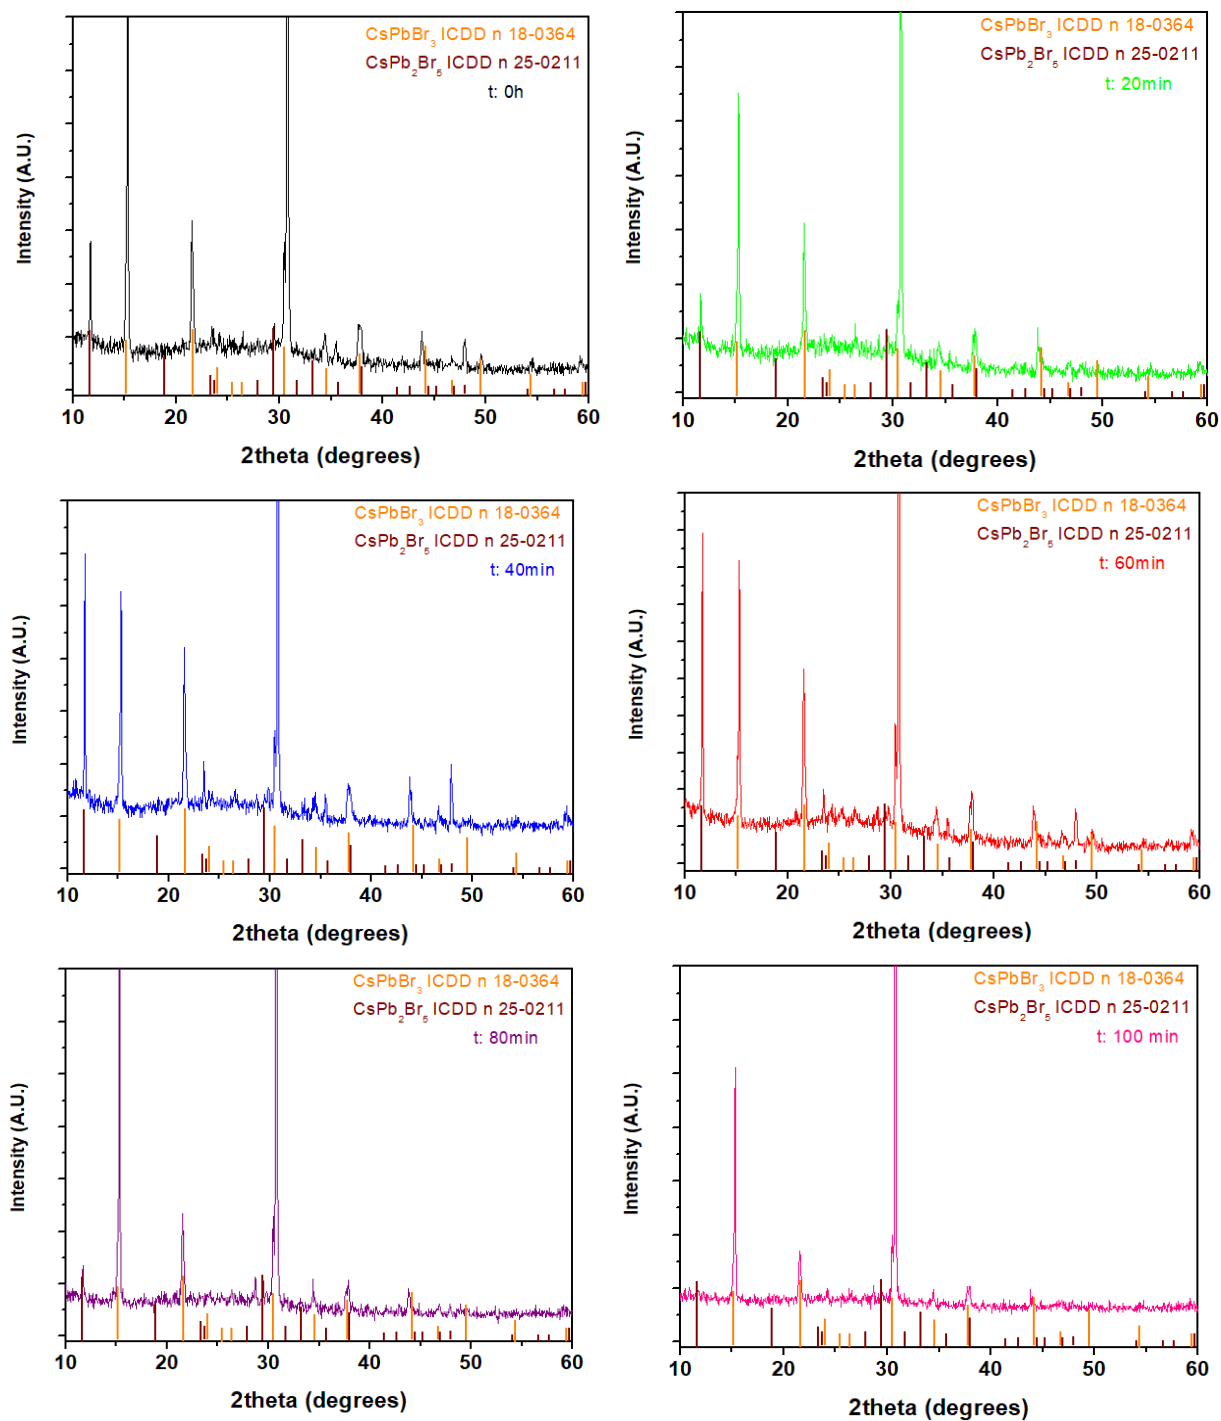 CsPbBr3 ICDD n 18-0364
CsPb2Br5 ICDD n 25-0211
t: 0h
Intensity (A.U.)
10 20 30 40 50 60
2theta (degrees)
CsPbBr3 ICDD n 18-0364
CsPb2Br5 ICDD n 25-0211
t: 20min
Intensity (A.U.)
10 20 30 40 50 60
2theta (degrees)
CsPbBr3 ICDD n 18-0364
CsPb2Br5 ICDD n 25-0211
t: 40min
Intensity (A.U.)
10 20 30 40 50 60
2theta (degrees)
CsPbBr3 ICDD n 18-0364
CsPb2Br5 ICDD n 25-0211
t: 60min
Intensity (A.U.)
10 20 30 40 50 60
2theta (degrees)
CsPbBr3 ICDD n 18-0364
CsPb2Br5 ICDD n 25-0211
t: 80min
Intensity (A.U.)
10 20 30 40 50 60
2theta (degrees)
CsPbBr3 ICDD n 18-0364
CsPb2Br5 ICDD n 25-0211
t: 100 min
Intensity (A.U.)
10 20 30 40 50 60
2theta (degrees)